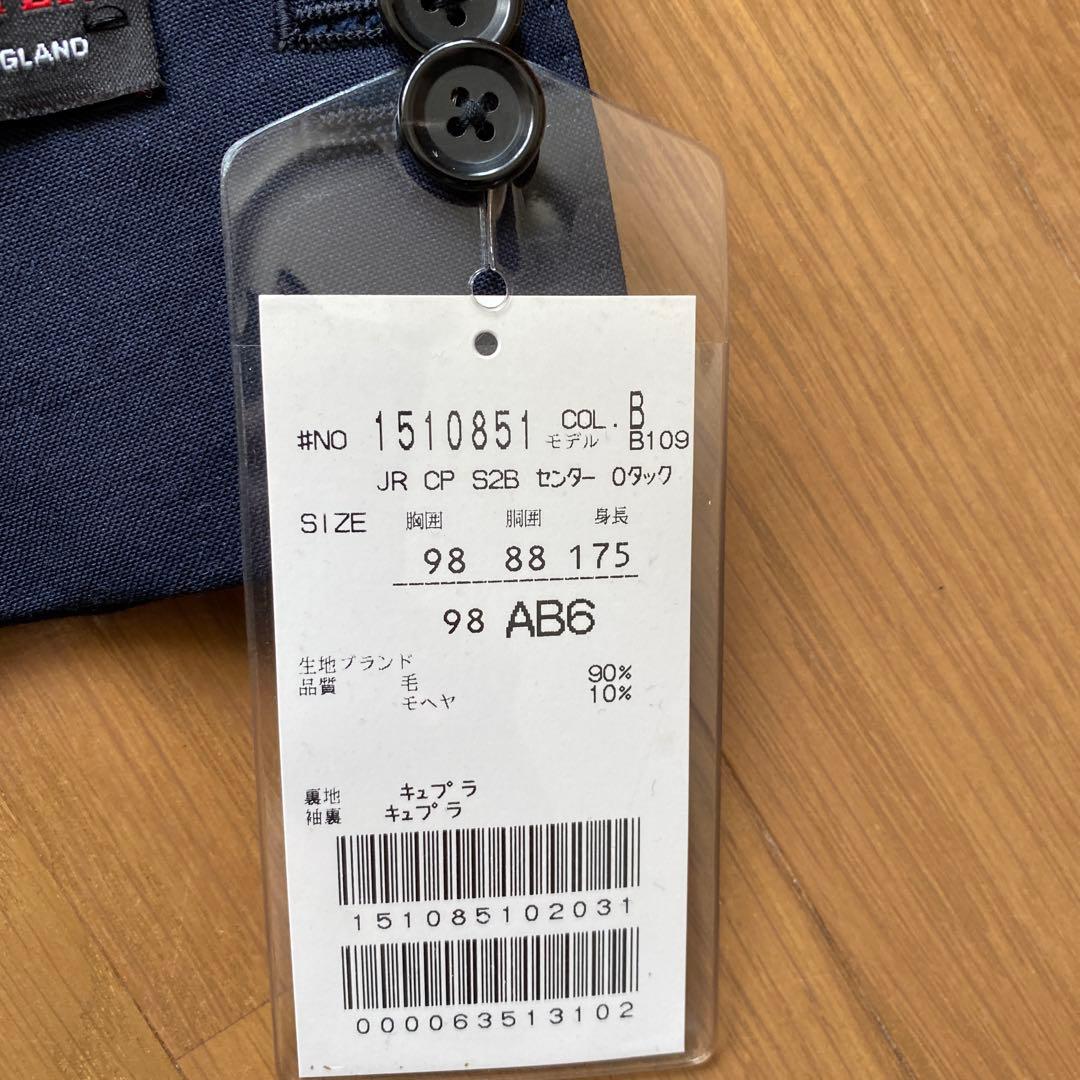 GLAND
#NO 1510851 COL. B
モデル B109
JR CP S2B センター 0タック
SIZE 胸囲 胴囲 身長
98 88 175
98 AB6
生地ブランド
品質 毛 90%
モヘヤ 10%
裏地 キュプラ
袖裏 キュプラ
151085102031
0000063513102